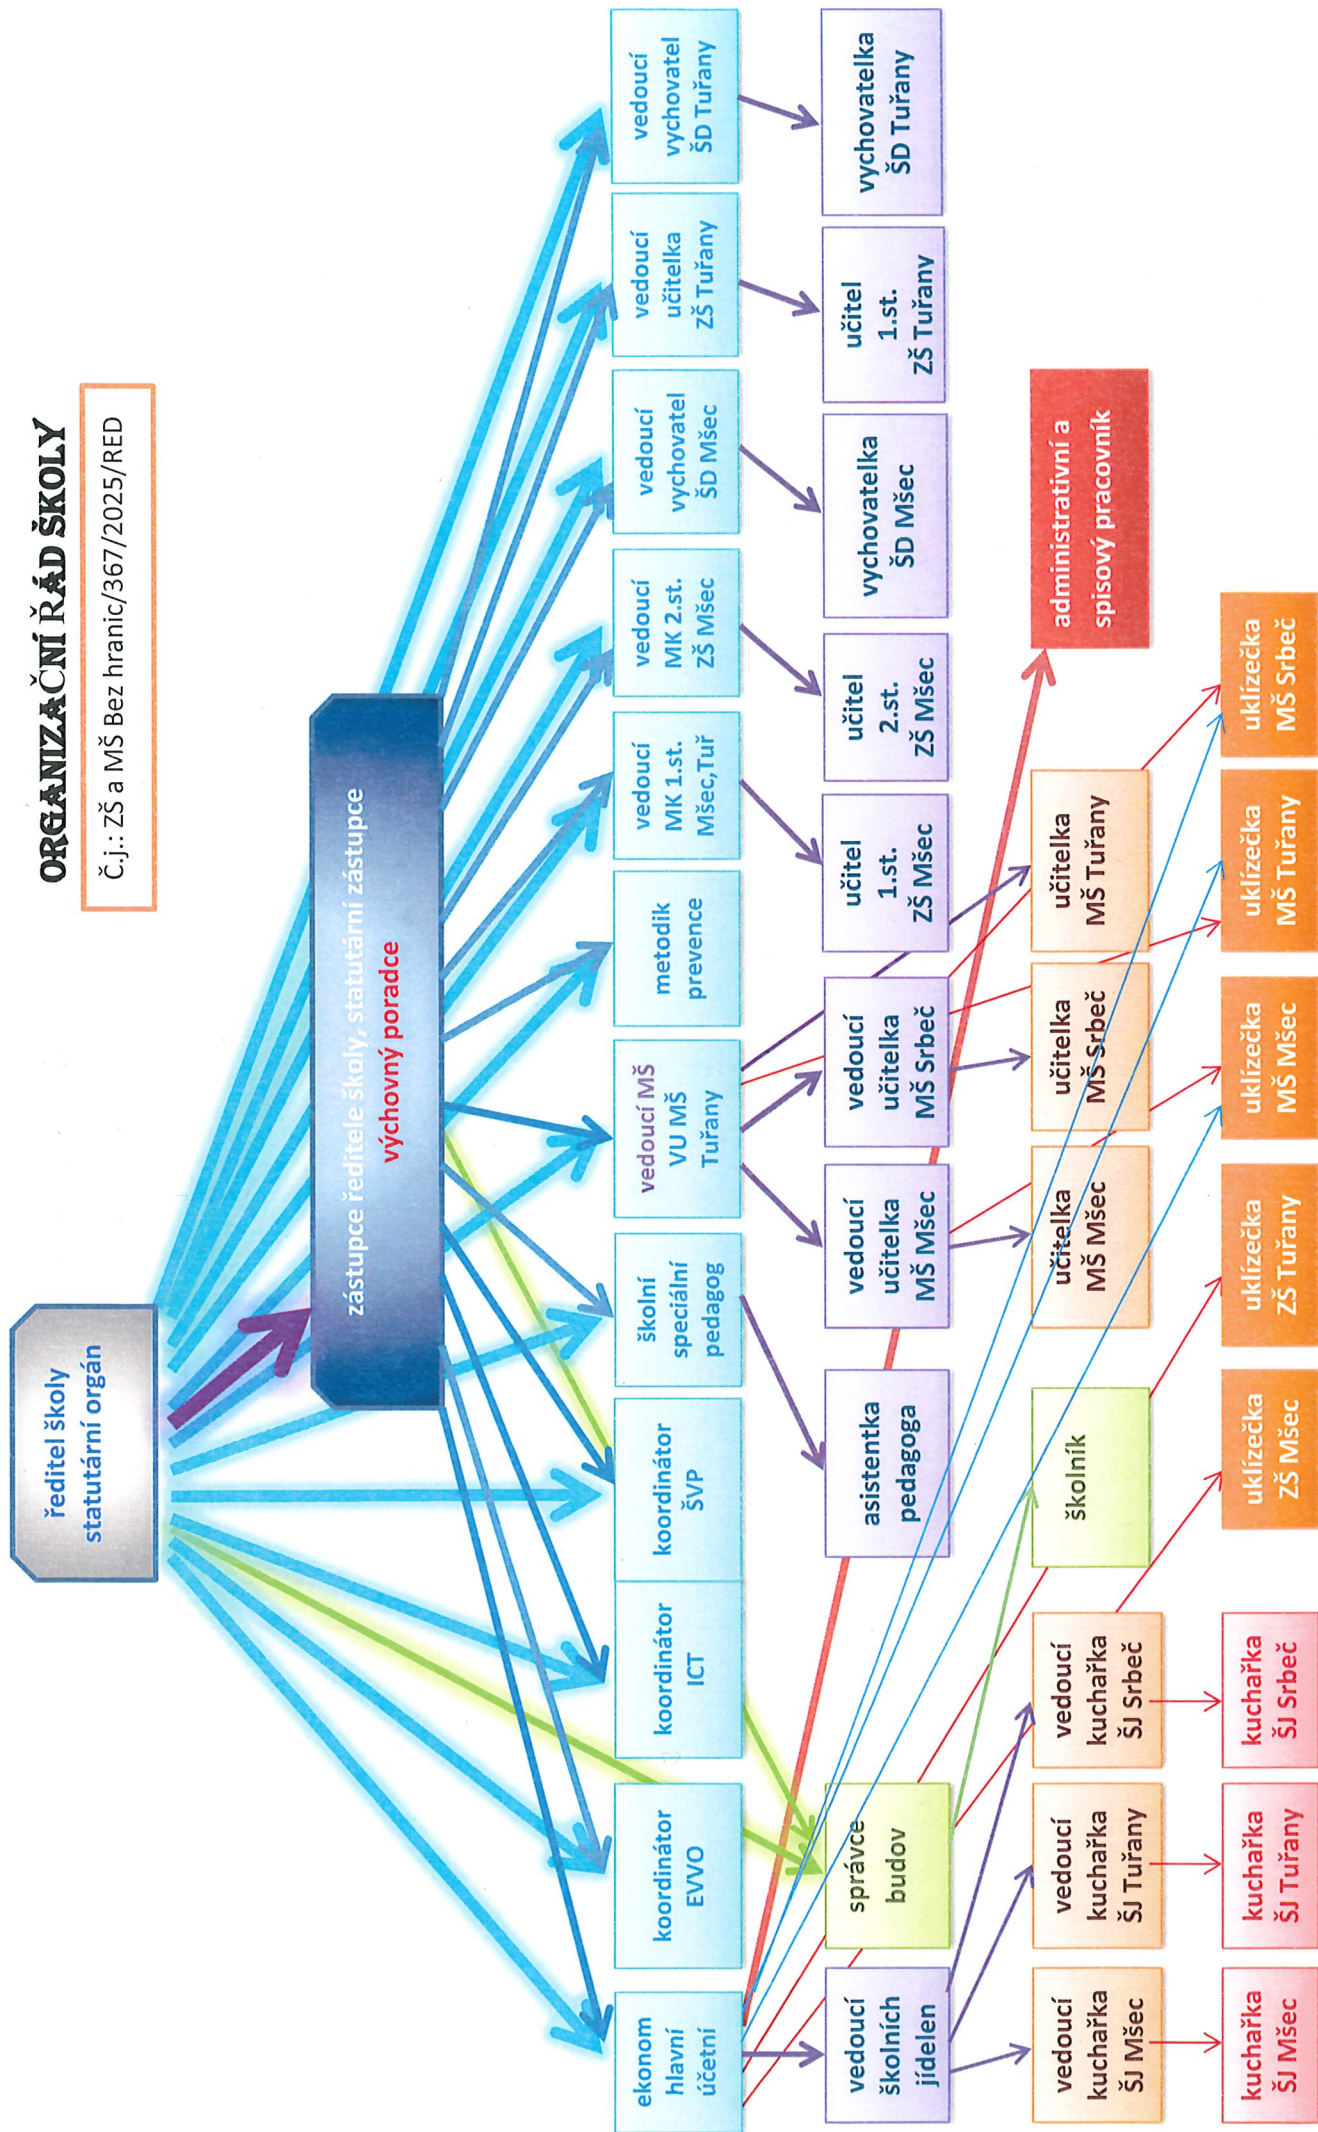 ORGANIZAČNÍ ŘÁD ŠKOLY
Č.j.: ZŠ a MŠ Bez hranic/367/2025/RED
ředitel školy
statutární orgán
zástupce ředitele školy, statutární zástupce
výchovný poradce
ekonom
hlavní
účetní
koordinátor
EVVO
koordinátor
ICT
koordinátor
ŠVP
školní
speciální
pedagog
vedoucí MŠ
VU MŠ
Tuřany
metodik
prevence
vedoucí
MK 1.st.
Mšec,Tuř
vedoucí
MK 2.st.
ZŠ Mšec
vedoucí
vychovatel
ŠD Mšec
vedoucí
učitelka
ZŠ Tuřany
vedoucí
vychovatel
ŠD Tuřany
vedoucí
školních
jídelen
správce
budov
asistentka
pedagoga
vedoucí
učitelka
MŠ Mšec
vedoucí
učitelka
MŠ Srbeč
učitel
1.st.
ZŠ Mšec
učitel
2.st.
ZŠ Mšec
vychovatelka
ŠD Mšec
učitel
1.st.
ZŠ Tuřany
vychovatelka
ŠD Tuřany
vedoucí
kuchařka
ŠJ Mšec
vedoucí
kuchařka
ŠJ Tuřany
vedoucí
kuchařka
ŠJ Srbeč
školník
učitelka
MŠ Mšec
učitelka
MŠ Srbeč
učitelka
MŠ Tuřany
administrativní a
spisový pracovník
kuchařka
ŠJ Mšec
kuchařka
ŠJ Tuřany
kuchařka
ŠJ Srbeč
uklízečka
ZŠ Mšec
uklízečka
ZŠ Tuřany
uklízečka
MŠ Mšec
uklízečka
MŠ Tuřany
uklízečka
MŠ Srbeč